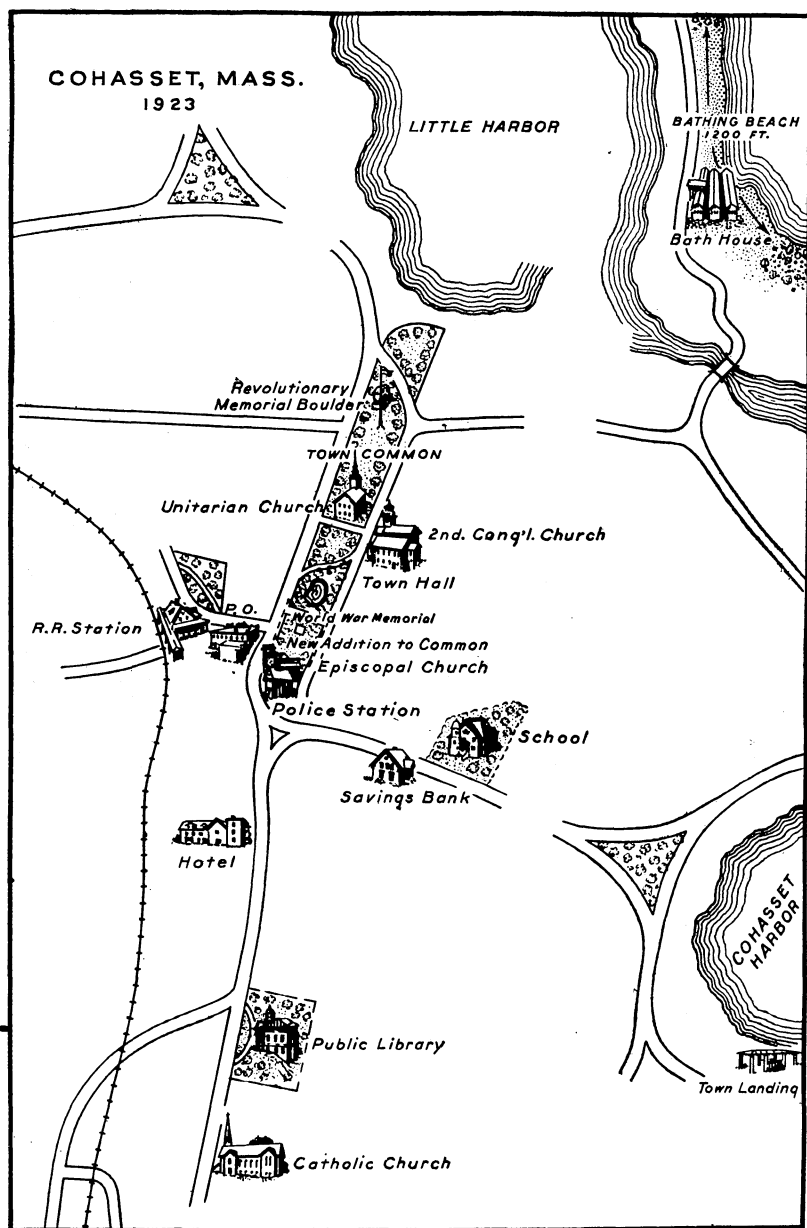 COHASSET, MASS.
1923
LITTLE HARBOR
BATHING BEACH
1200 FT.
Bath House
Revolutionary
Memorial Boulder
TOWN COMMON
Unitarian Church
2nd. Cong'l. Church
Town Hall
P.O.
World War Memorial
R.R. Station
New Addition to Common
Episcopal Church
Police Station
School
Savings Bank
Hotel
COHASSET
HARBOR
Public Library
Town Landing
Catholic Church